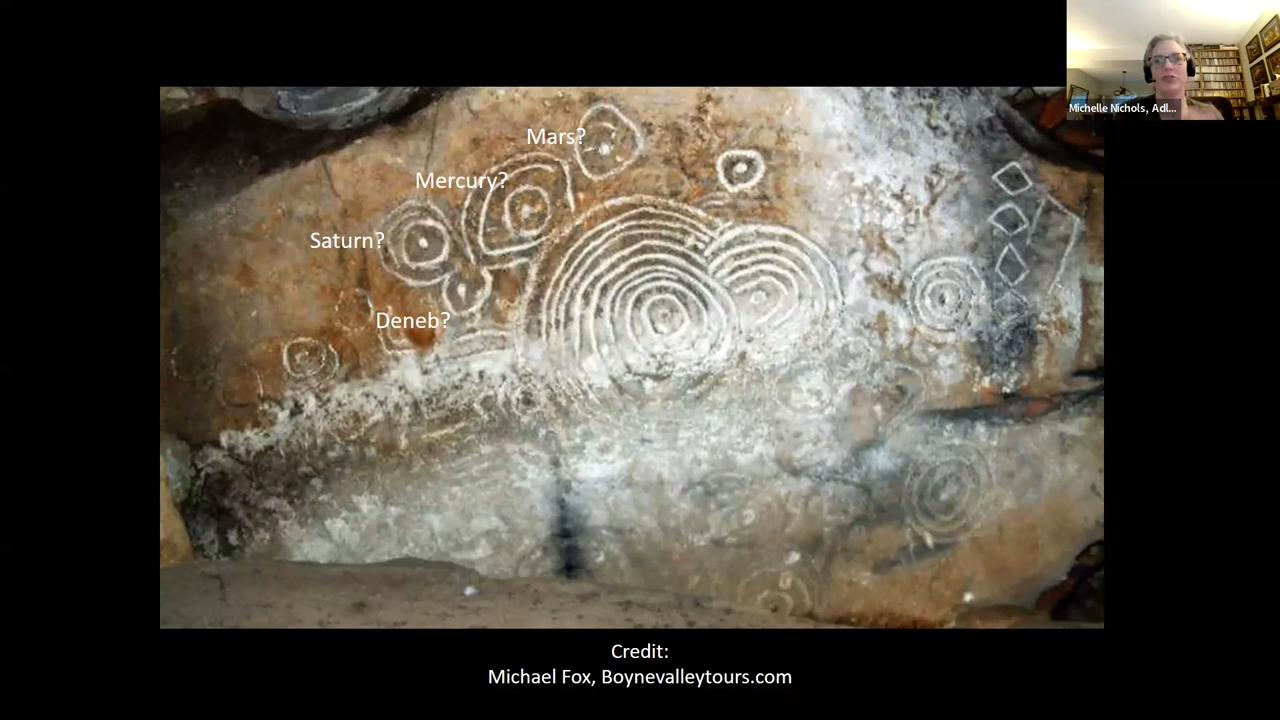 Michelle Nichols, Adl...
Mars?
Mercury?
Saturn?
Deneb?
Credit:
Michael Fox, Boynevalleytours.com